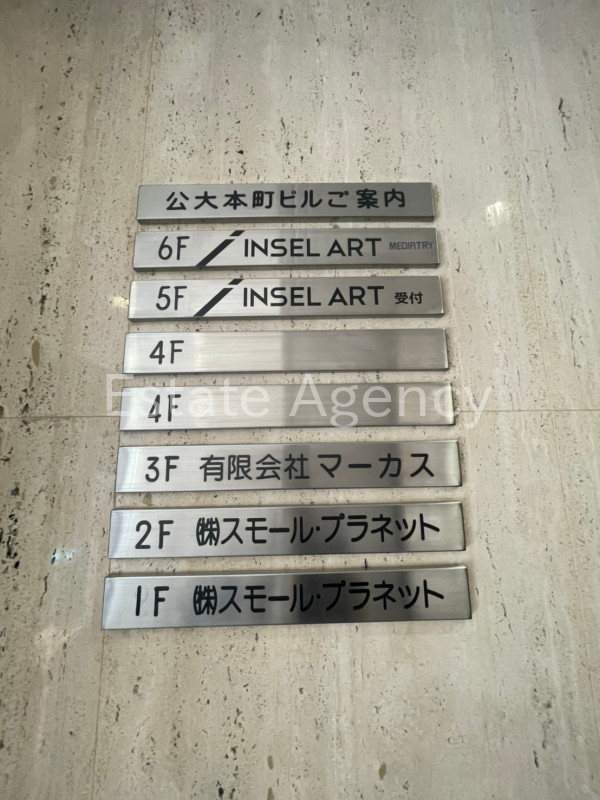 公大本町ビルご案内
6F INSEL ART MEDIATRY
5F INSEL ART 受付
4F
4F
Estate Agency
3F 有限会社 マーカス
2F ㈱スモール・プラネット
1F ㈱スモール・プラネット